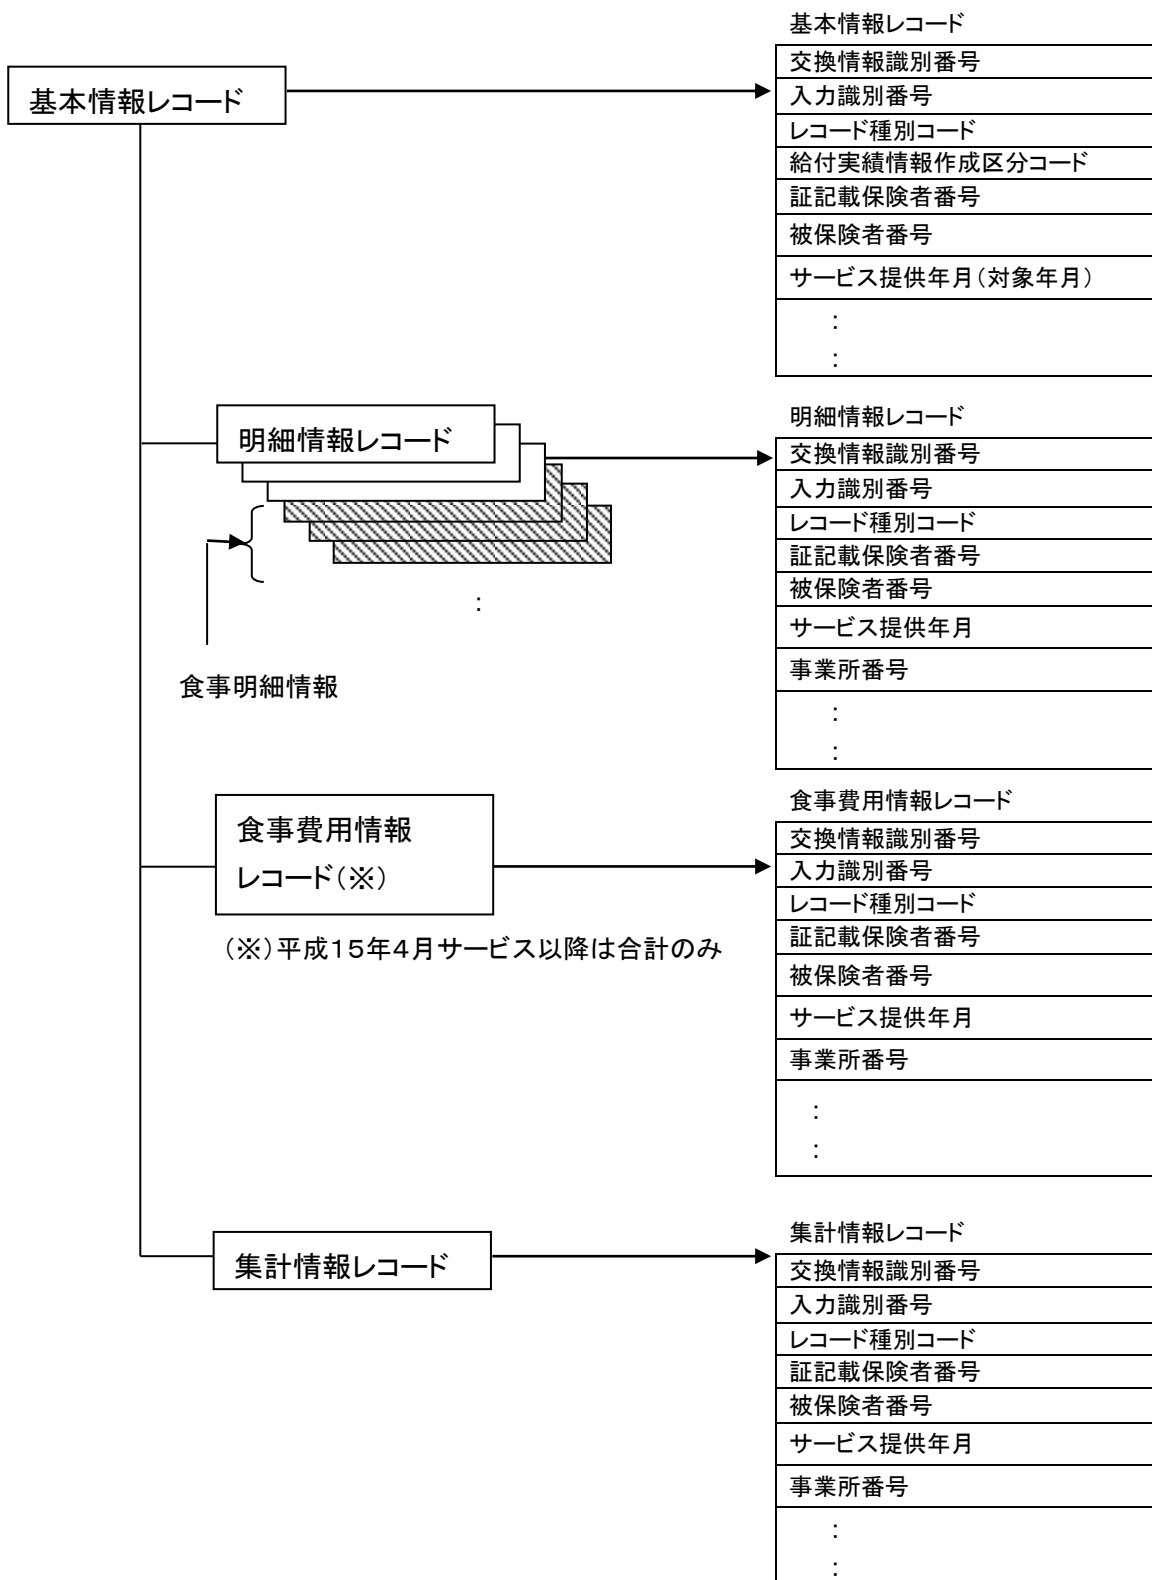 基本情報レコード
基本情報レコード
交換情報識別番号
入力識別番号
レコード種別コード
給付実績情報作成区分コード
証記載保険者番号
被保険者番号
サービス提供年月（対象年月）
：
：
明細情報レコード
：
食事明細情報
明細情報レコード
交換情報識別番号
入力識別番号
レコード種別コード
証記載保険者番号
被保険者番号
サービス提供年月
事業所番号
：
：
食事費用情報
レコード（※）
（※）平成１５年４月サービス以降は合計のみ
食事費用情報レコード
交換情報識別番号
入力識別番号
レコード種別コード
証記載保険者番号
被保険者番号
サービス提供年月
事業所番号
：
：
集計情報レコード
集計情報レコード
交換情報識別番号
入力識別番号
レコード種別コード
証記載保険者番号
被保険者番号
サービス提供年月
事業所番号
：
：